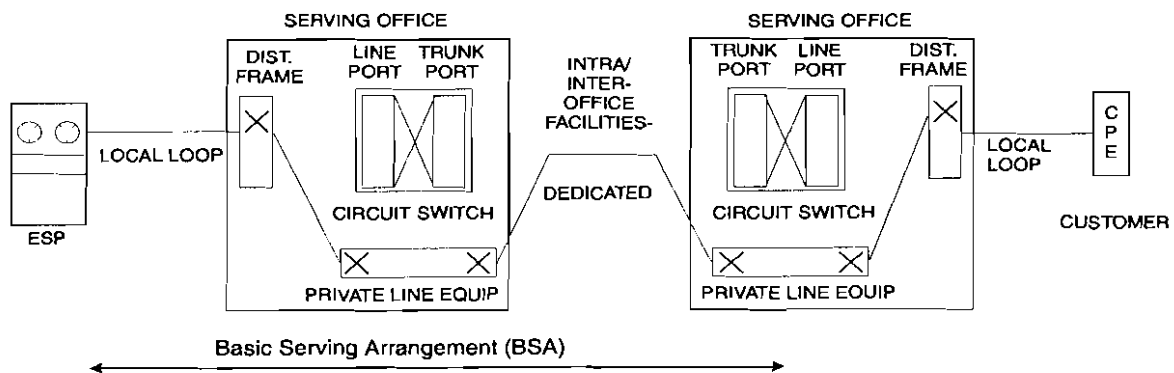 SERVING OFFICE
SERVING OFFICE
DIST.
FRAME
LINE
PORT
TRUNK
PORT
INTRA/
INTER-
OFFICE
FACILITIES-
TRUNK
PORT
LINE
PORT
DIST.
FRAME
C
P
E
LOCAL LOOP
LOCAL
LOOP
DEDICATED
CIRCUIT SWITCH
CIRCUIT SWITCH
CUSTOMER
ESP
PRIVATE LINE EQUIP
PRIVATE LINE EQUIP
Basic Serving Arrangement (BSA)